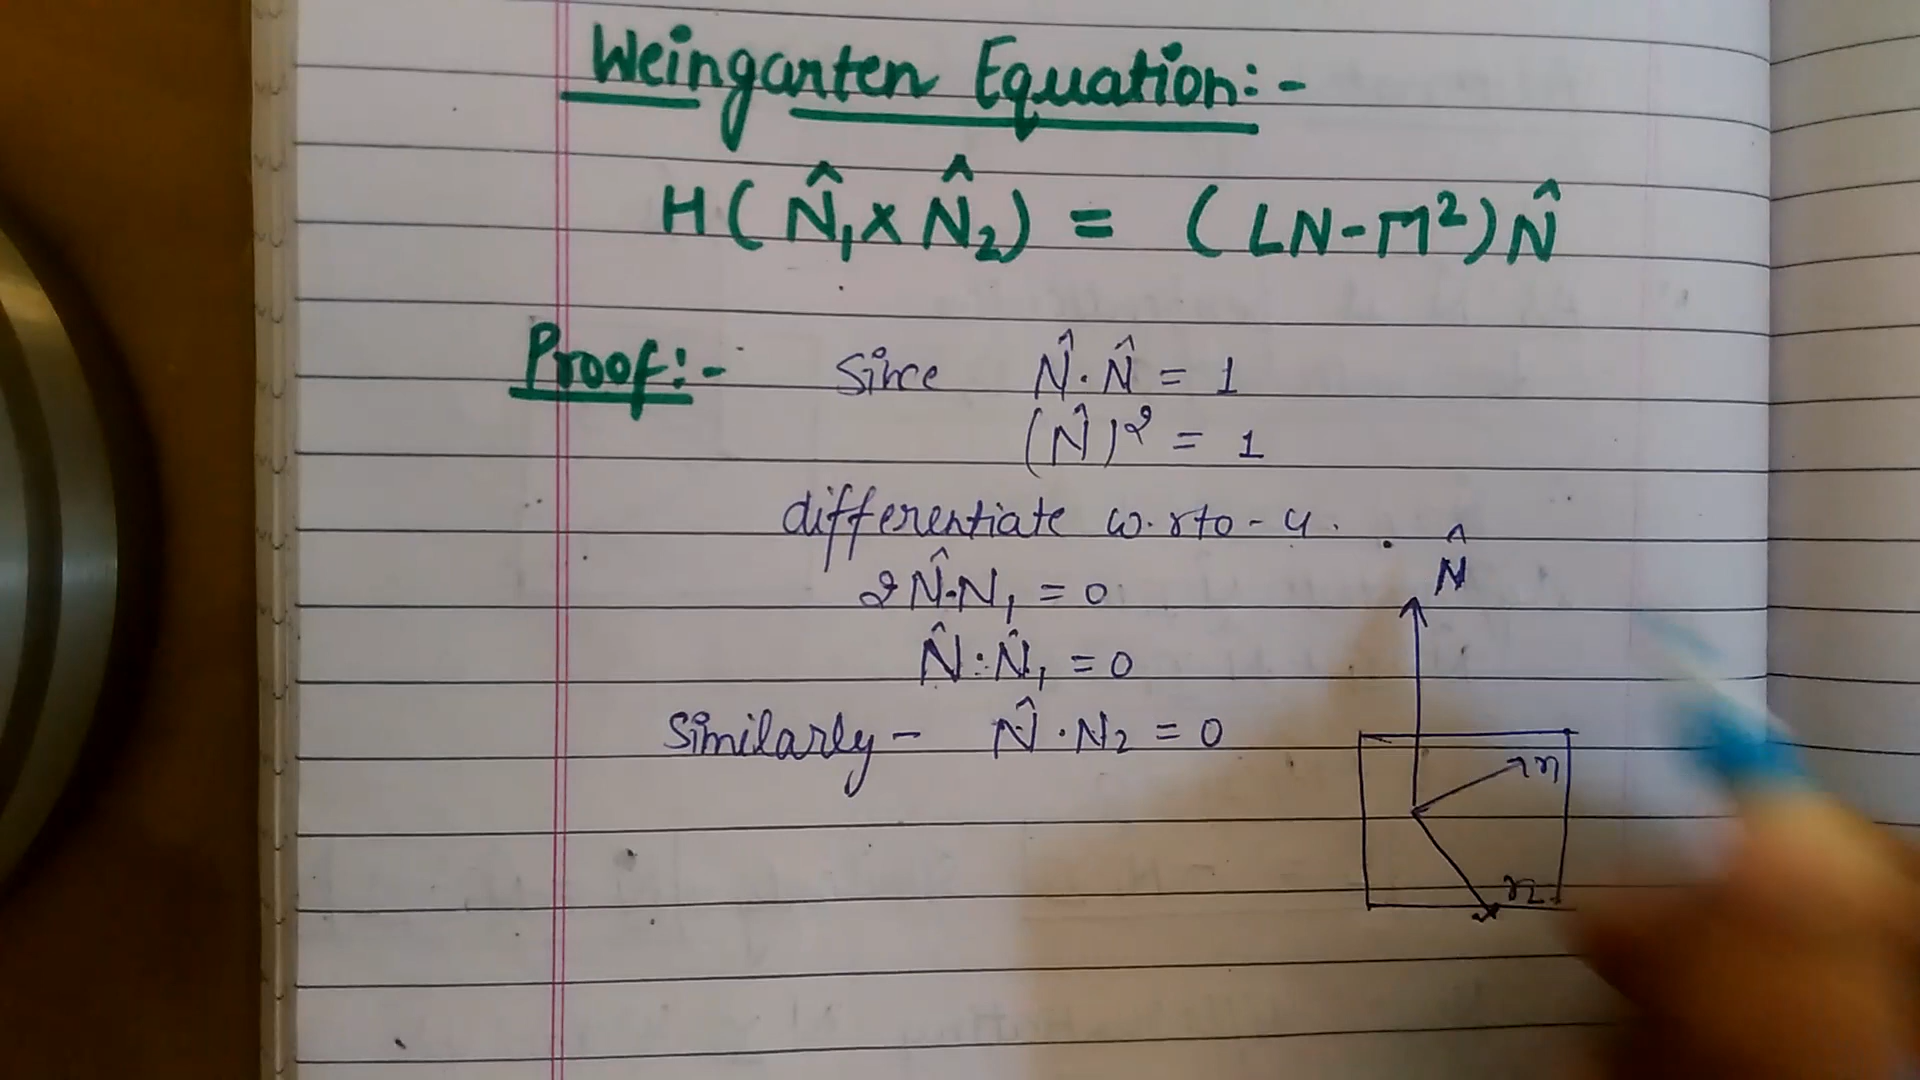 Weingarten Equation:-
H(N̂₁×N̂₂) = (LN-M²)N̂
Proof:- Since N̂.N̂ = 1
(N̂)² = 1
differentiate w.r.to-u.
2N̂.N₁ = 0
N̂.N̂₁ = 0
Similarly- N̂.N₂ = 0
N̂
r₁
r₂